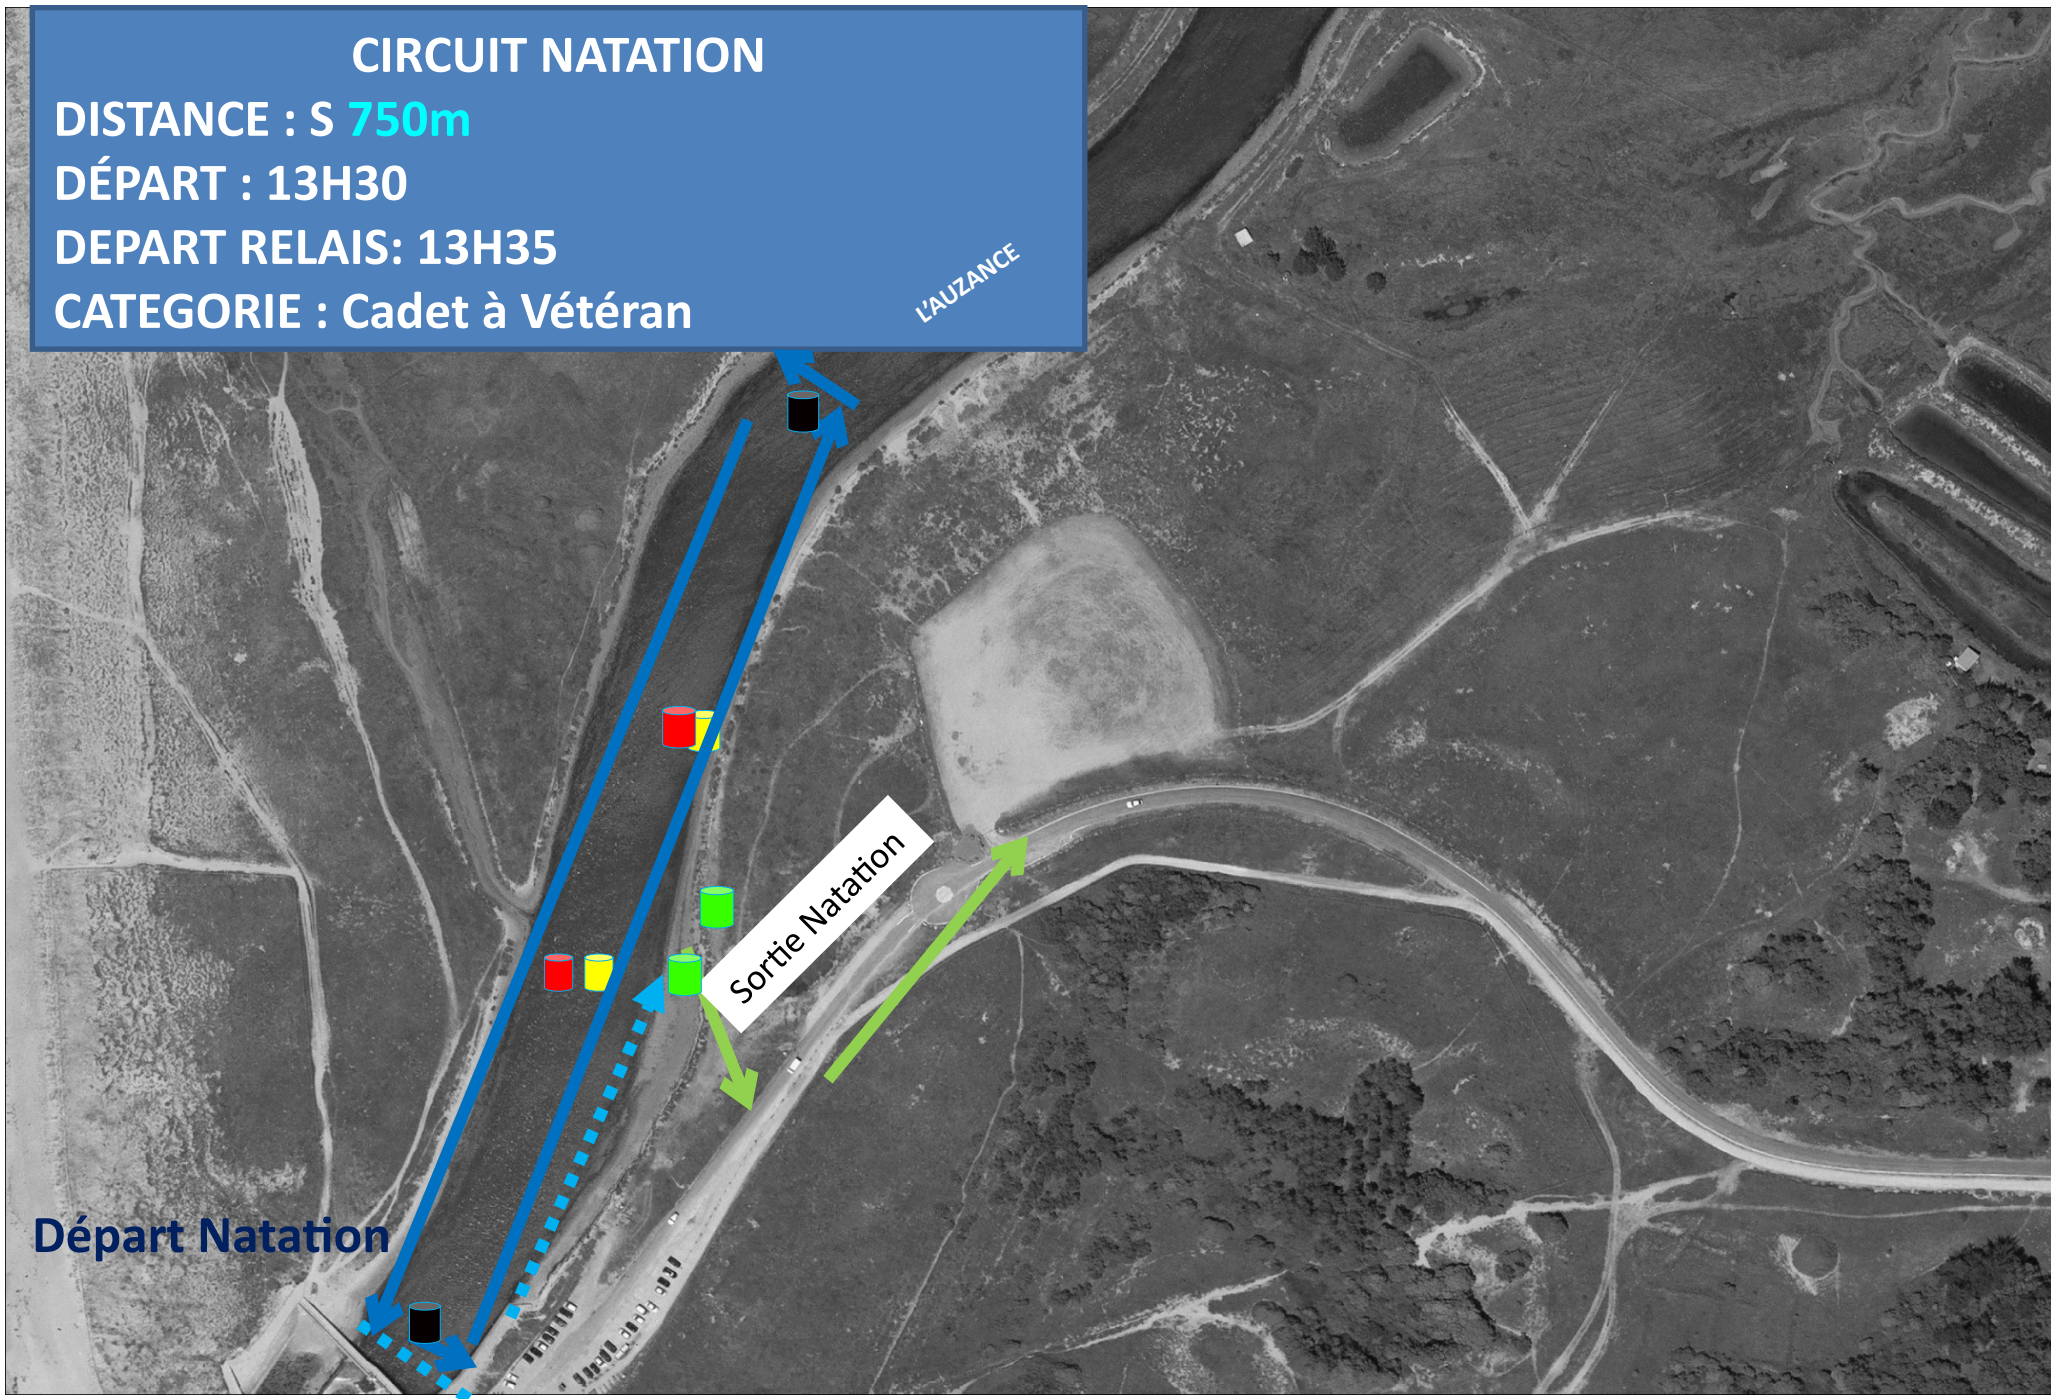 CIRCUIT NATATION
DISTANCE : S 750m
DÉPART : 13H30
DEPART RELAIS: 13H35
CATEGORIE : Cadet à Vétéran
L'AUZANCE
Sortie Natation
Départ Natation